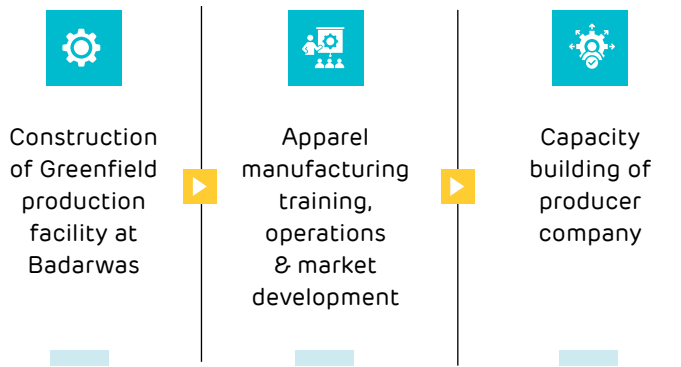 Construction
of Greenfield
production
facility at
Badarwas
Apparel
manufacturing
training,
operations
& market
development
Capacity
building of
producer
company